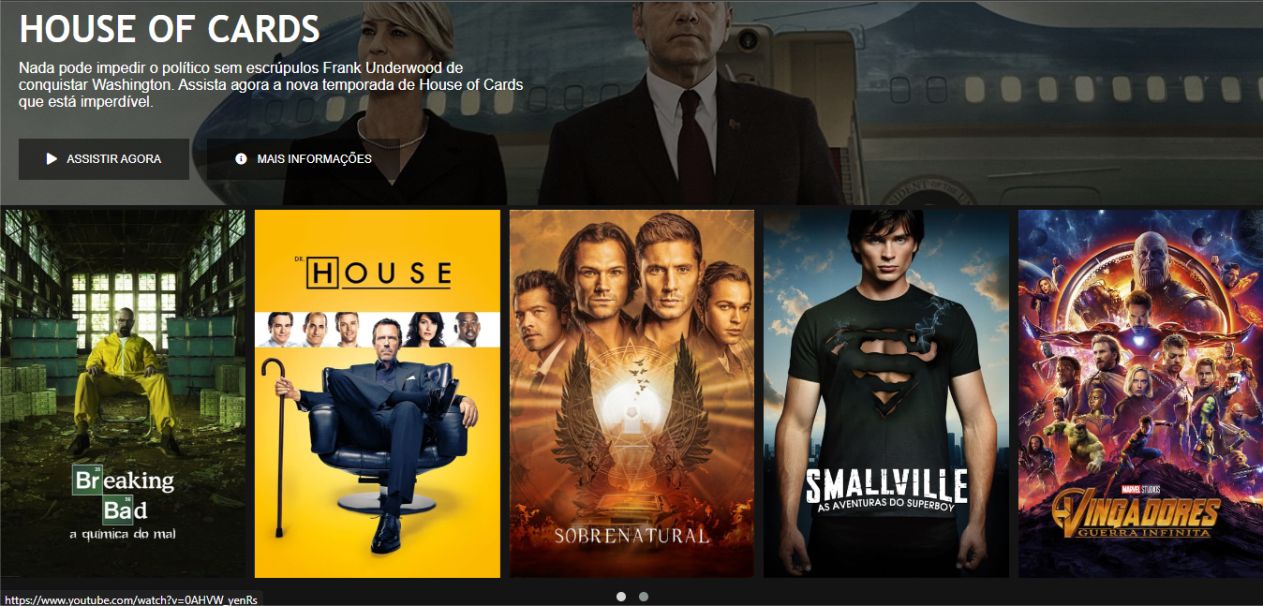 HOUSE OF CARDS
Nada pode impedir o político sem escrúpulos Frank Underwood de
conquistar Washington. Assista agora a nova temporada de House of Cards
que está imperdível.
ASSISTIR AGORA
MAIS INFORMAÇÕES
Breaking
Bad
a química do mal
DR.
HOUSE
SOBRENATURAL
SMALLVILLE
AS AVENTURAS DO SUPERBOY
MARVEL STUDIOS
VINGADORES
GUERRA INFINITA
https://www.youtube.com/watch?v=0AHVW_yenRs